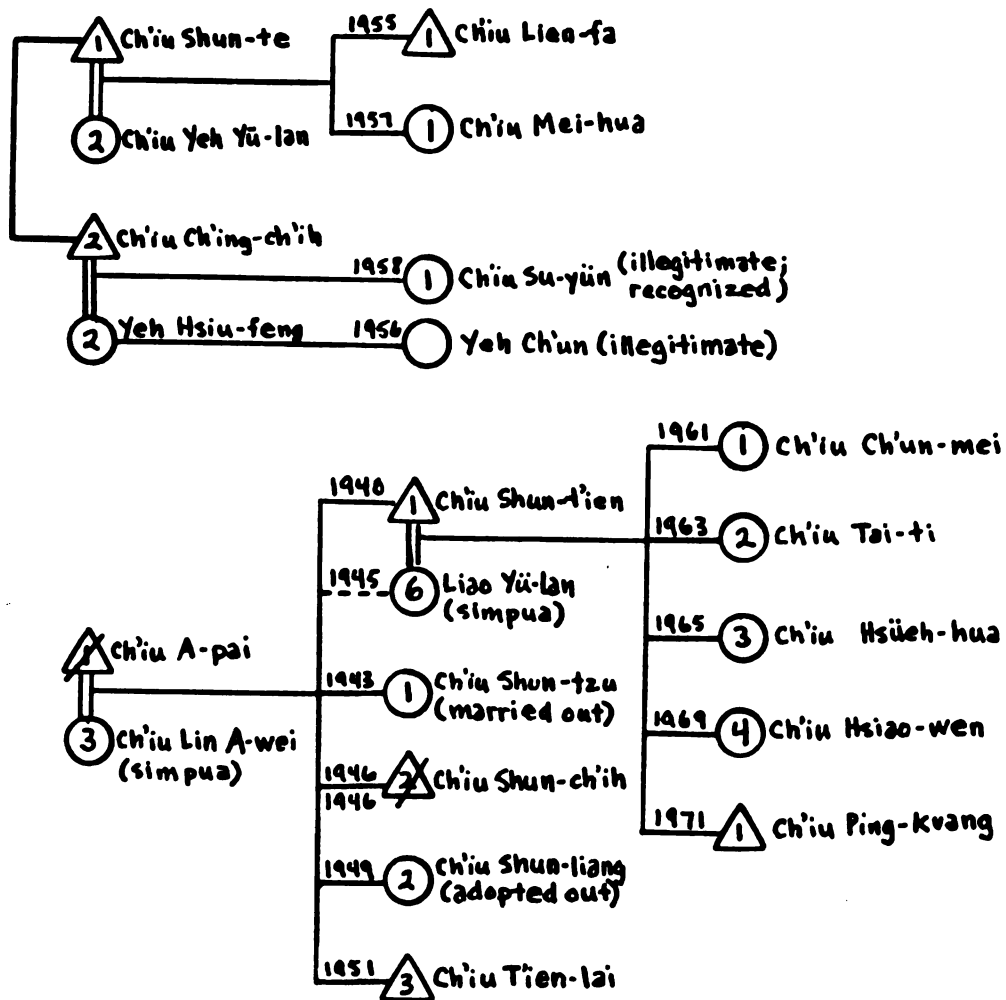 1 Ch'iu Shun-te
1955 1 Ch'iu Lien-fa
2 Ch'iu Yeh Yü-lan
1957 1 Ch'iu Mei-hua
2 Ch'iu Ch'ing-ch'ih
1958 1 Ch'iu Su-yün (illegitimate;
recognized)
2 Yeh Hsiu-feng
1956 Yeh Ch'un (illegitimate)
1961 1 Ch'iu Ch'un-mei
1940 1 Ch'iu Shun-t'ien
1963 2 Ch'iu Tai-ti
1945 6 Liao Yü-lan
(simpua)
1965 3 Ch'iu Hsüeh-hua
1 Ch'iu A-pai
1943 1 Ch'iu Shun-tzu
(married out)
3 Ch'iu Lin A-wei
(simpua)
1969 4 Ch'iu Hsiao-wen
1946 2 Ch'iu Shun-ch'ih
1946
1971 1 Ch'iu Ping-kuang
1949 2 Ch'iu Shun-liang
(adopted out)
1951 3 Ch'iu T'ien-lai